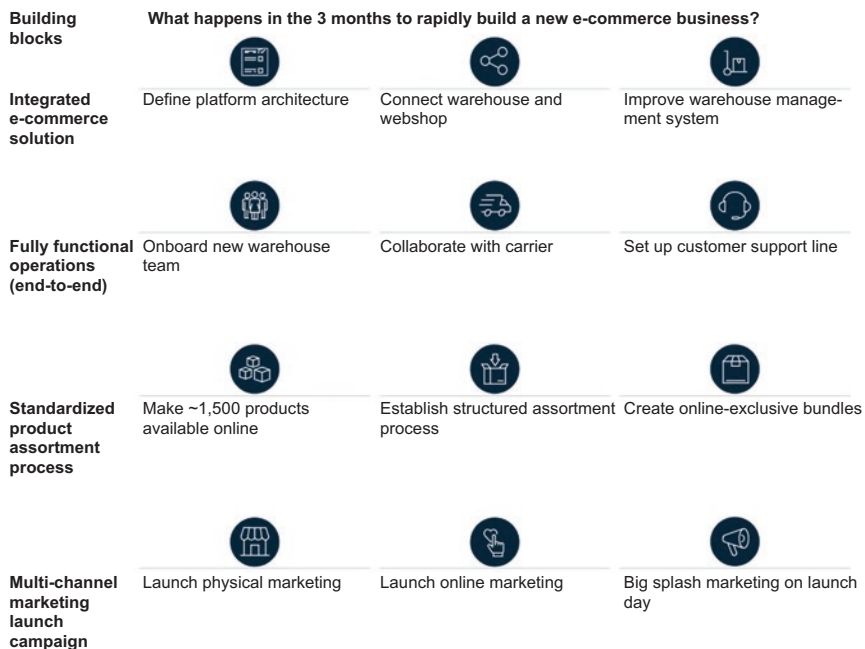 Building
blocks
What happens in the 3 months to rapidly build a new e-commerce business?
Integrated
e-commerce
solution
Define platform architecture
Connect warehouse and
webshop
Improve warehouse manage-
ment system
Fully functional
operations
(end-to-end)
Onboard new warehouse
team
Collaborate with carrier
Set up customer support line
Standardized
product
assortment
process
Make ~1,500 products
available online
Establish structured assortment
process
Create online-exclusive bundles
Multi-channel
marketing
launch
campaign
Launch physical marketing
Launch online marketing
Big splash marketing on launch
day